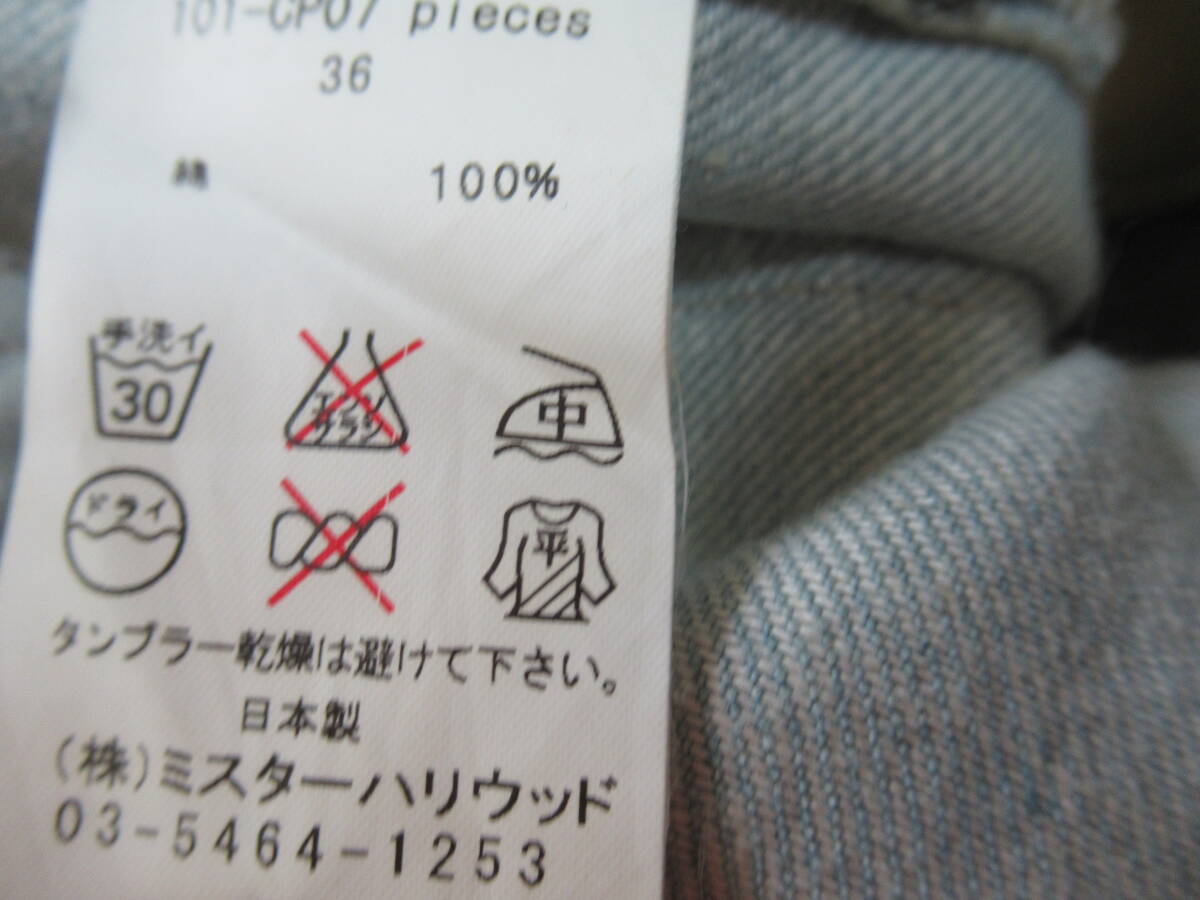 101-CP07 pieces
36
綿 100%
手洗イ
30
エンソ
サラシ
中
ドライ
平
タンブラー乾燥は避けて下さい。
日本製
(株)ミスターハリウッド
03-5464-1253